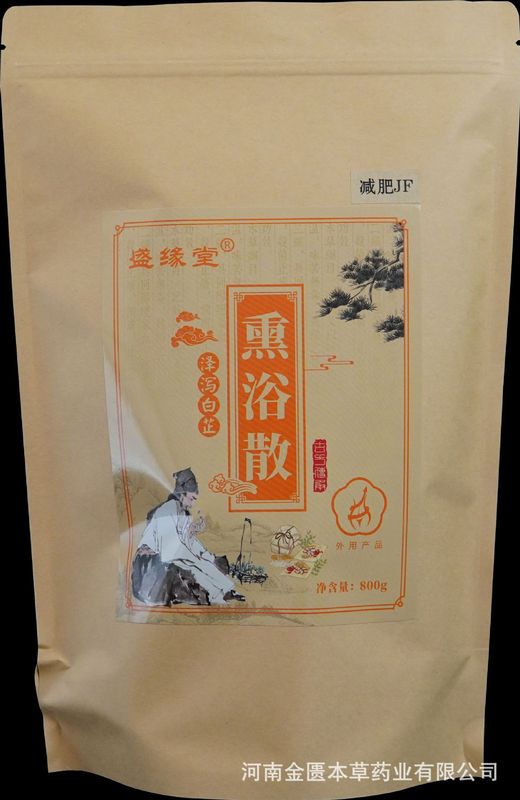 减肥JF
盛缘堂®
熏浴散
泽泻白芷
外用产品
净含量：800g
河南金匮本草药业有限公司